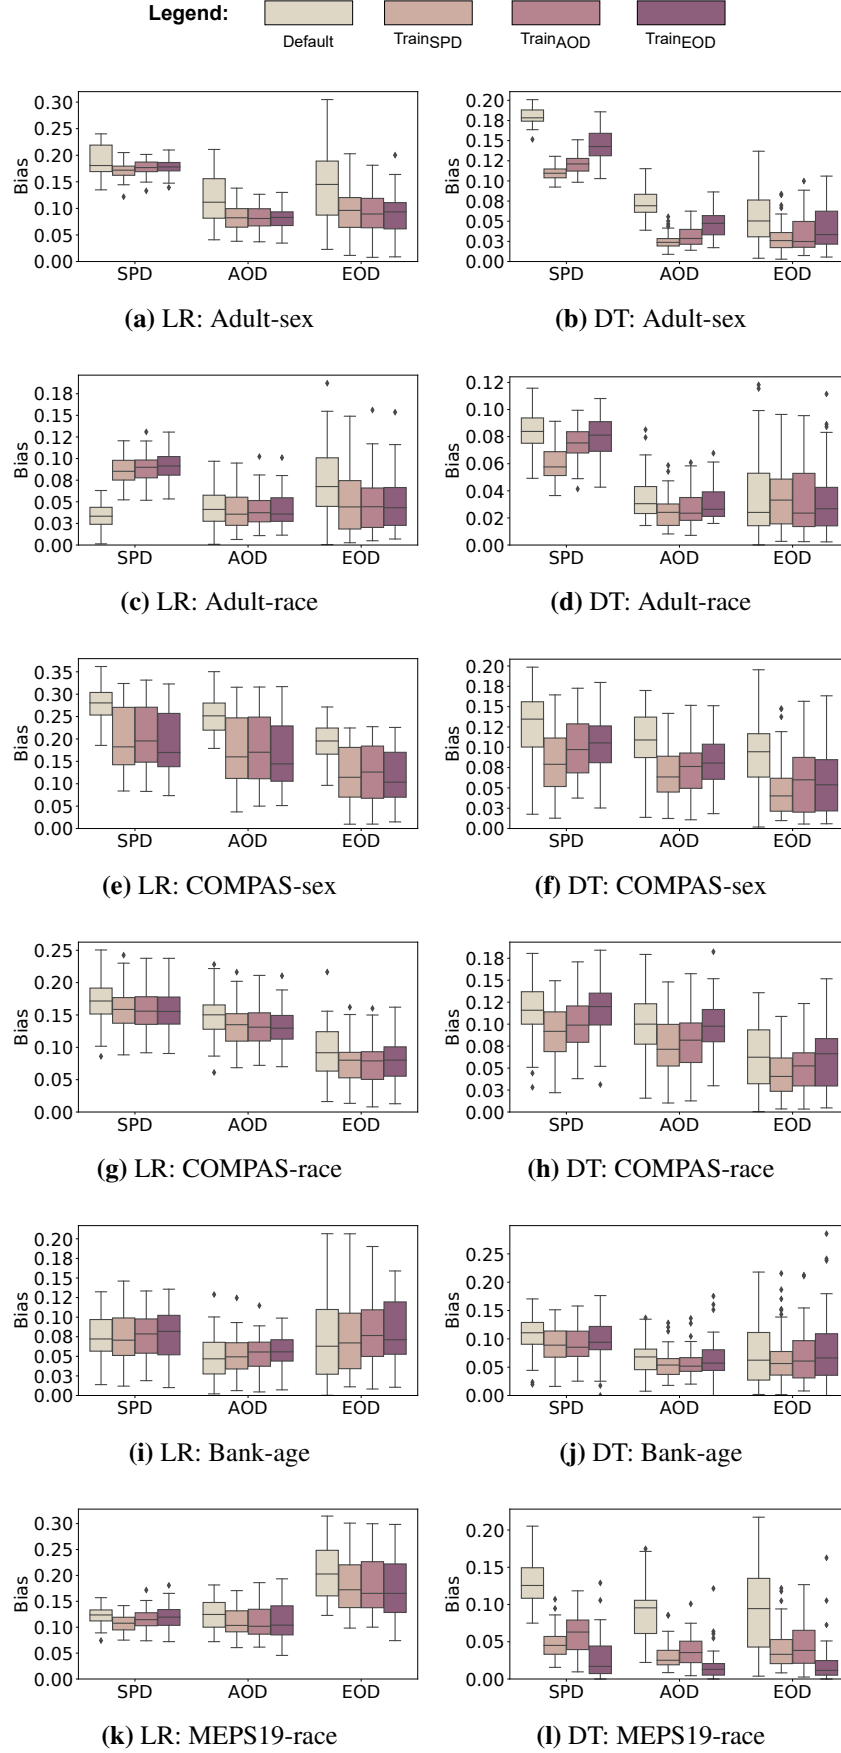 Legend:
Default TrainSPD TrainAOD TrainEOD
0.30
0.25
0.20
0.15
0.10
0.05
0.00
Bias
SPD AOD EOD
(a) LR: Adult-sex
0.20
0.18
0.15
0.12
0.10
0.08
0.05
0.03
0.00
Bias
SPD AOD EOD
(b) DT: Adult-sex
0.18
0.15
0.12
0.10
0.08
0.05
0.03
0.00
Bias
SPD AOD EOD
(c) LR: Adult-race
0.12
0.10
0.08
0.06
0.04
0.02
0.00
Bias
SPD AOD EOD
(d) DT: Adult-race
0.35
0.30
0.25
0.20
0.15
0.10
0.05
0.00
Bias
SPD AOD EOD
(e) LR: COMPAS-sex
0.20
0.18
0.15
0.12
0.10
0.08
0.05
0.03
0.00
Bias
SPD AOD EOD
(f) DT: COMPAS-sex
0.25
0.20
0.15
0.10
0.05
0.00
Bias
SPD AOD EOD
(g) LR: COMPAS-race
0.18
0.15
0.12
0.10
0.08
0.05
0.03
0.00
Bias
SPD AOD EOD
(h) DT: COMPAS-race
0.20
0.18
0.15
0.12
0.10
0.08
0.05
0.03
0.00
Bias
SPD AOD EOD
(i) LR: Bank-age
0.25
0.20
0.15
0.10
0.05
0.00
Bias
SPD AOD EOD
(j) DT: Bank-age
0.30
0.25
0.20
0.15
0.10
0.05
0.00
Bias
SPD AOD EOD
(k) LR: MEPS19-race
0.20
0.15
0.10
0.05
0.00
Bias
SPD AOD EOD
(l) DT: MEPS19-race